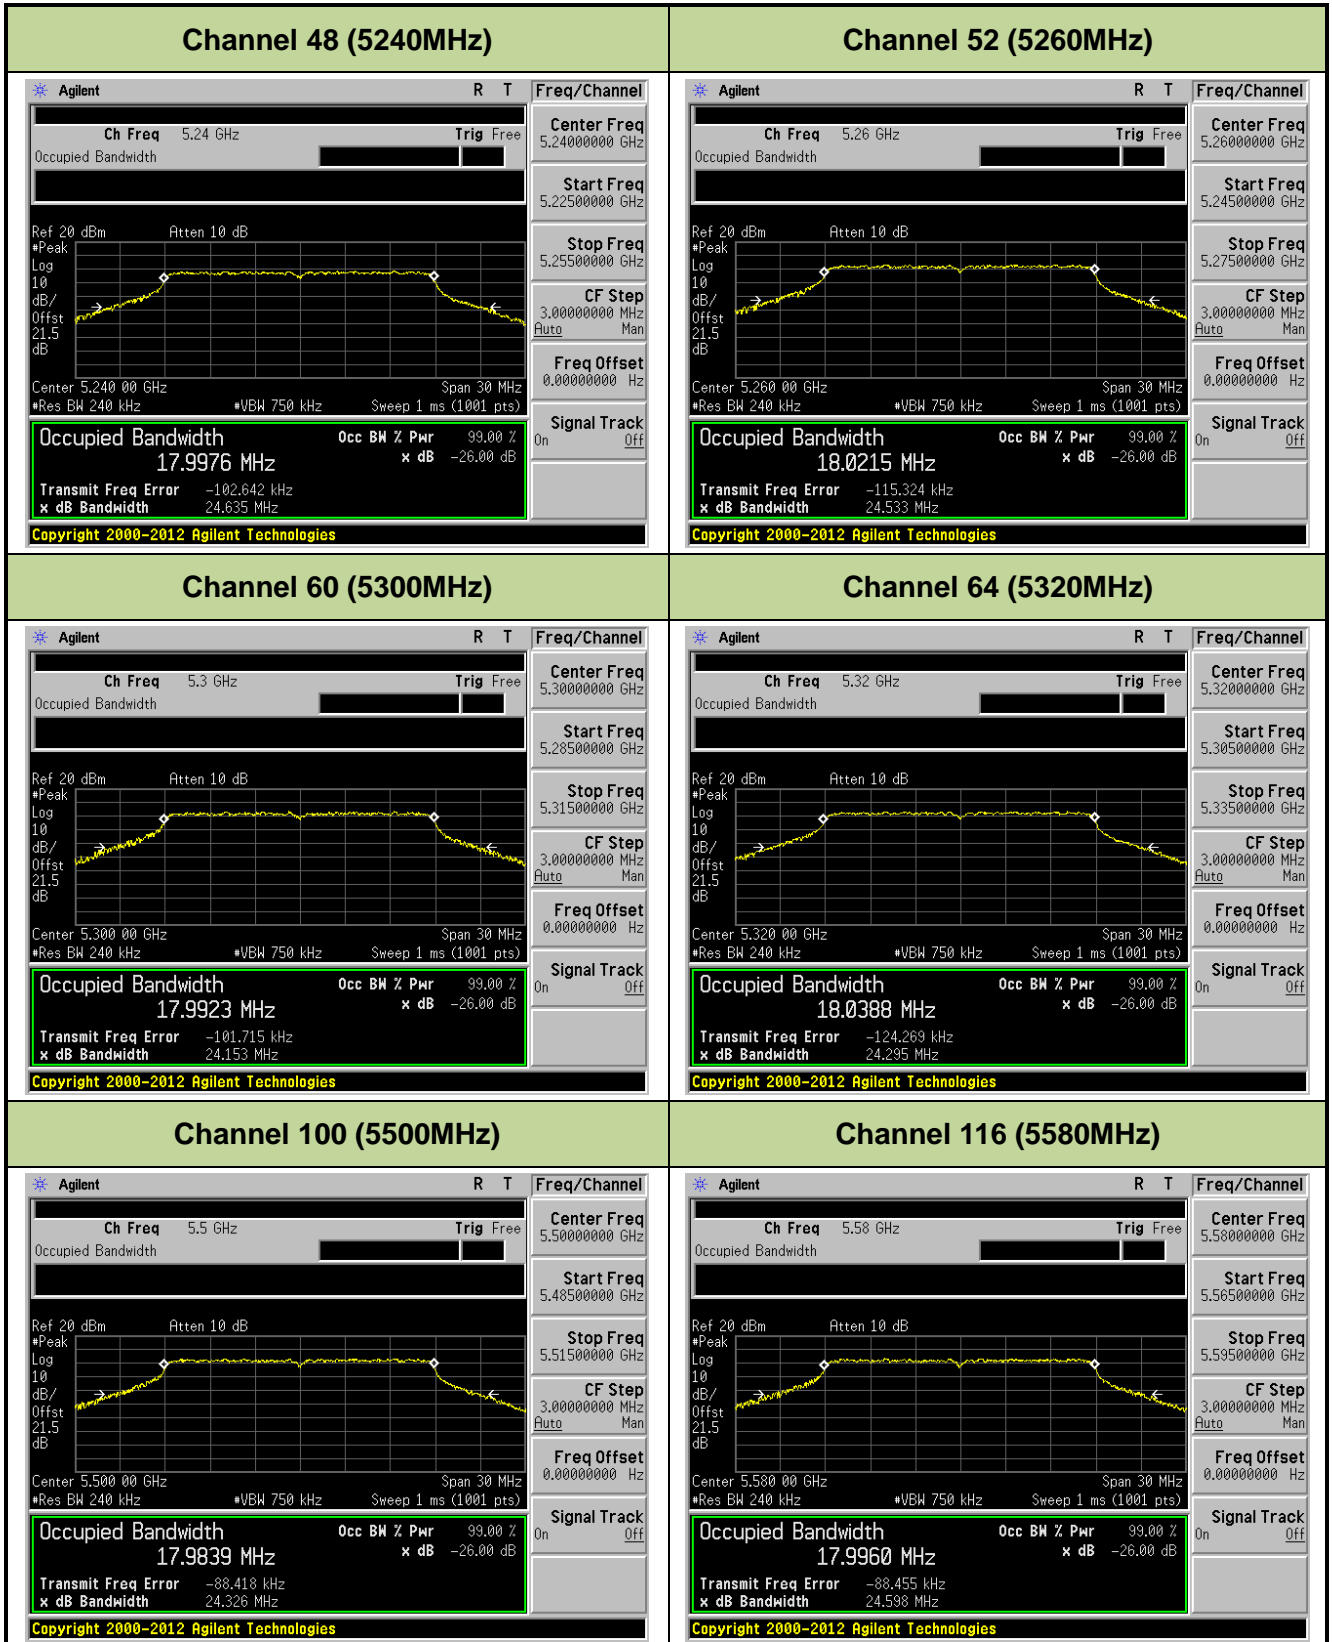 Channel 48 (5240MHz)
Agilent R T Freq/Channel
Ch Freq 5.24 GHz Trig Free
Occupied Bandwidth
Center Freq
5.24000000 GHz
Start Freq
5.22500000 GHz
Stop Freq
5.25500000 GHz
CF Step
3.00000000 MHz
Auto Man
Freq Offset
0.00000000 Hz
Signal Track
On Off
Ref 20 dBm Atten 10 dB
#Peak
Log
10
dB/
Offst
21.5
dB
Center 5.240 00 GHz Span 30 MHz
#Res BW 240 kHz #VBW 750 kHz Sweep 1 ms (1001 pts)
Occupied Bandwidth Occ BW % Pwr 99.00 %
17.9976 MHz x dB -26.00 dB
Transmit Freq Error -102.642 kHz
x dB Bandwidth 24.635 MHz
Copyright 2000-2012 Agilent Technologies
Channel 52 (5260MHz)
Agilent R T Freq/Channel
Ch Freq 5.26 GHz Trig Free
Occupied Bandwidth
Center Freq
5.26000000 GHz
Start Freq
5.24500000 GHz
Stop Freq
5.27500000 GHz
CF Step
3.00000000 MHz
Auto Man
Freq Offset
0.00000000 Hz
Signal Track
On Off
Ref 20 dBm Atten 10 dB
#Peak
Log
10
dB/
Offst
21.5
dB
Center 5.260 00 GHz Span 30 MHz
#Res BW 240 kHz #VBW 750 kHz Sweep 1 ms (1001 pts)
Occupied Bandwidth Occ BW % Pwr 99.00 %
18.0215 MHz x dB -26.00 dB
Transmit Freq Error -115.324 kHz
x dB Bandwidth 24.533 MHz
Copyright 2000-2012 Agilent Technologies
Channel 60 (5300MHz)
Agilent R T Freq/Channel
Ch Freq 5.3 GHz Trig Free
Occupied Bandwidth
Center Freq
5.30000000 GHz
Start Freq
5.28500000 GHz
Stop Freq
5.31500000 GHz
CF Step
3.00000000 MHz
Auto Man
Freq Offset
0.00000000 Hz
Signal Track
On Off
Ref 20 dBm Atten 10 dB
#Peak
Log
10
dB/
Offst
21.5
dB
Center 5.300 00 GHz Span 30 MHz
#Res BW 240 kHz #VBW 750 kHz Sweep 1 ms (1001 pts)
Occupied Bandwidth Occ BW % Pwr 99.00 %
17.9923 MHz x dB -26.00 dB
Transmit Freq Error -101.715 kHz
x dB Bandwidth 24.153 MHz
Copyright 2000-2012 Agilent Technologies
Channel 64 (5320MHz)
Agilent R T Freq/Channel
Ch Freq 5.32 GHz Trig Free
Occupied Bandwidth
Center Freq
5.32000000 GHz
Start Freq
5.30500000 GHz
Stop Freq
5.33500000 GHz
CF Step
3.00000000 MHz
Auto Man
Freq Offset
0.00000000 Hz
Signal Track
On Off
Ref 20 dBm Atten 10 dB
#Peak
Log
10
dB/
Offst
21.5
dB
Center 5.320 00 GHz Span 30 MHz
#Res BW 240 kHz #VBW 750 kHz Sweep 1 ms (1001 pts)
Occupied Bandwidth Occ BW % Pwr 99.00 %
18.0388 MHz x dB -26.00 dB
Transmit Freq Error -124.269 kHz
x dB Bandwidth 24.295 MHz
Copyright 2000-2012 Agilent Technologies
Channel 100 (5500MHz)
Agilent R T Freq/Channel
Ch Freq 5.5 GHz Trig Free
Occupied Bandwidth
Center Freq
5.50000000 GHz
Start Freq
5.48500000 GHz
Stop Freq
5.51500000 GHz
CF Step
3.00000000 MHz
Auto Man
Freq Offset
0.00000000 Hz
Signal Track
On Off
Ref 20 dBm Atten 10 dB
#Peak
Log
10
dB/
Offst
21.5
dB
Center 5.500 00 GHz Span 30 MHz
#Res BW 240 kHz #VBW 750 kHz Sweep 1 ms (1001 pts)
Occupied Bandwidth Occ BW % Pwr 99.00 %
17.9839 MHz x dB -26.00 dB
Transmit Freq Error -88.418 kHz
x dB Bandwidth 24.326 MHz
Copyright 2000-2012 Agilent Technologies
Channel 116 (5580MHz)
Agilent R T Freq/Channel
Ch Freq 5.58 GHz Trig Free
Occupied Bandwidth
Center Freq
5.58000000 GHz
Start Freq
5.56500000 GHz
Stop Freq
5.59500000 GHz
CF Step
3.00000000 MHz
Auto Man
Freq Offset
0.00000000 Hz
Signal Track
On Off
Ref 20 dBm Atten 10 dB
#Peak
Log
10
dB/
Offst
21.5
dB
Center 5.580 00 GHz Span 30 MHz
#Res BW 240 kHz #VBW 750 kHz Sweep 1 ms (1001 pts)
Occupied Bandwidth Occ BW % Pwr 99.00 %
17.9960 MHz x dB -26.00 dB
Transmit Freq Error -88.455 kHz
x dB Bandwidth 24.598 MHz
Copyright 2000-2012 Agilent Technologies